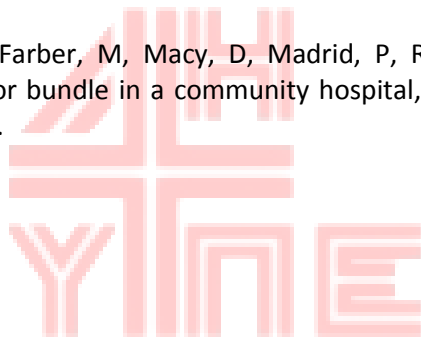 Farber, M, Macy, D, Madrid, P, R
or bundle in a community hospital,
.